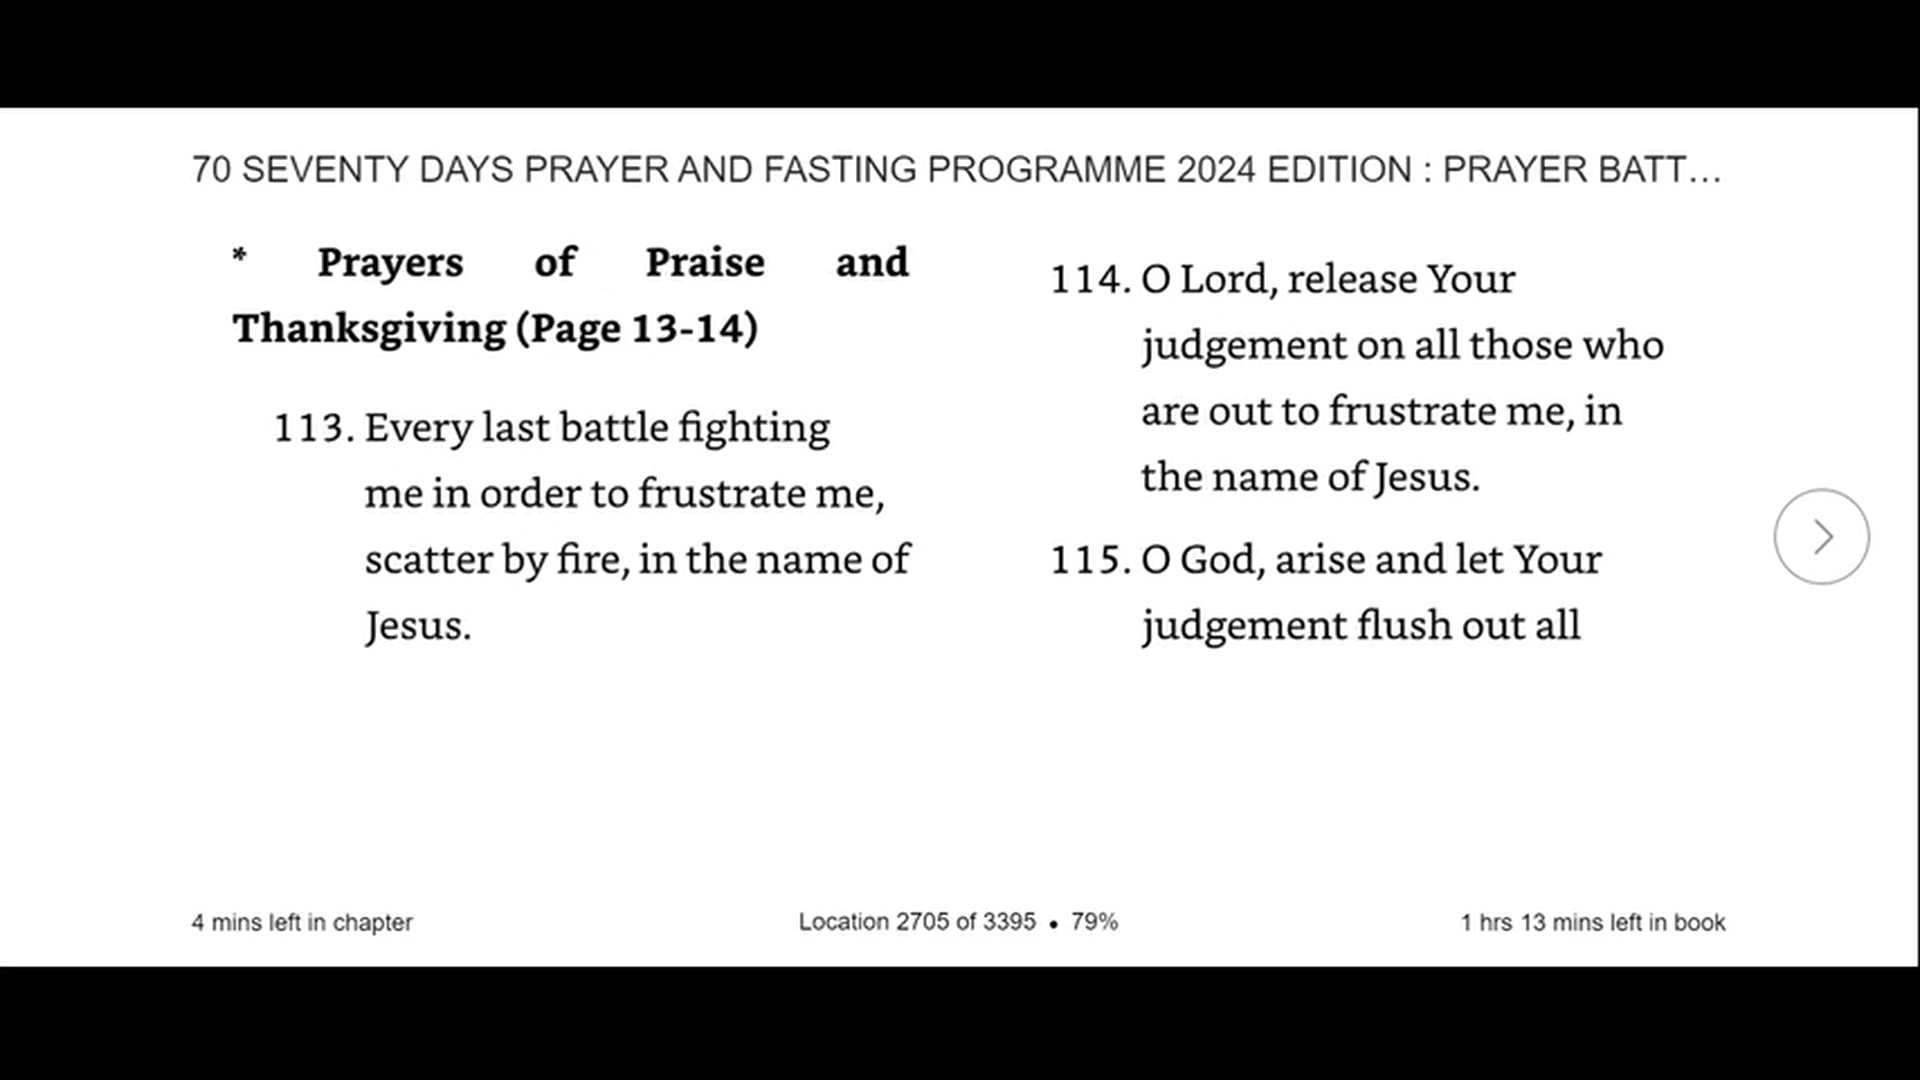 70 SEVENTY DAYS PRAYER AND FASTING PROGRAMME 2024 EDITION : PRAYER BATT...
* Prayers of Praise and
Thanksgiving (Page 13-14)
113. Every last battle fighting
me in order to frustrate me,
scatter by fire, in the name of
Jesus.
114. O Lord, release Your
judgement on all those who
are out to frustrate me, in
the name of Jesus.
115. O God, arise and let Your
judgement flush out all
4 mins left in chapter
Location 2705 of 3395 • 79%
1 hrs 13 mins left in book